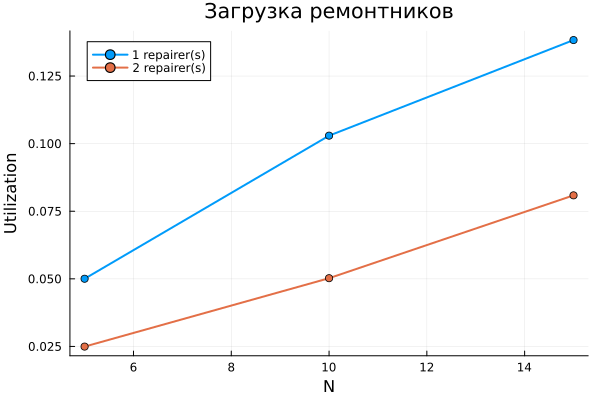 Загрузка ремонтников
1 repairer(s)
2 repairer(s)
Utilization
0.125
0.100
0.075
0.050
0.025
6 8 10 12 14
N